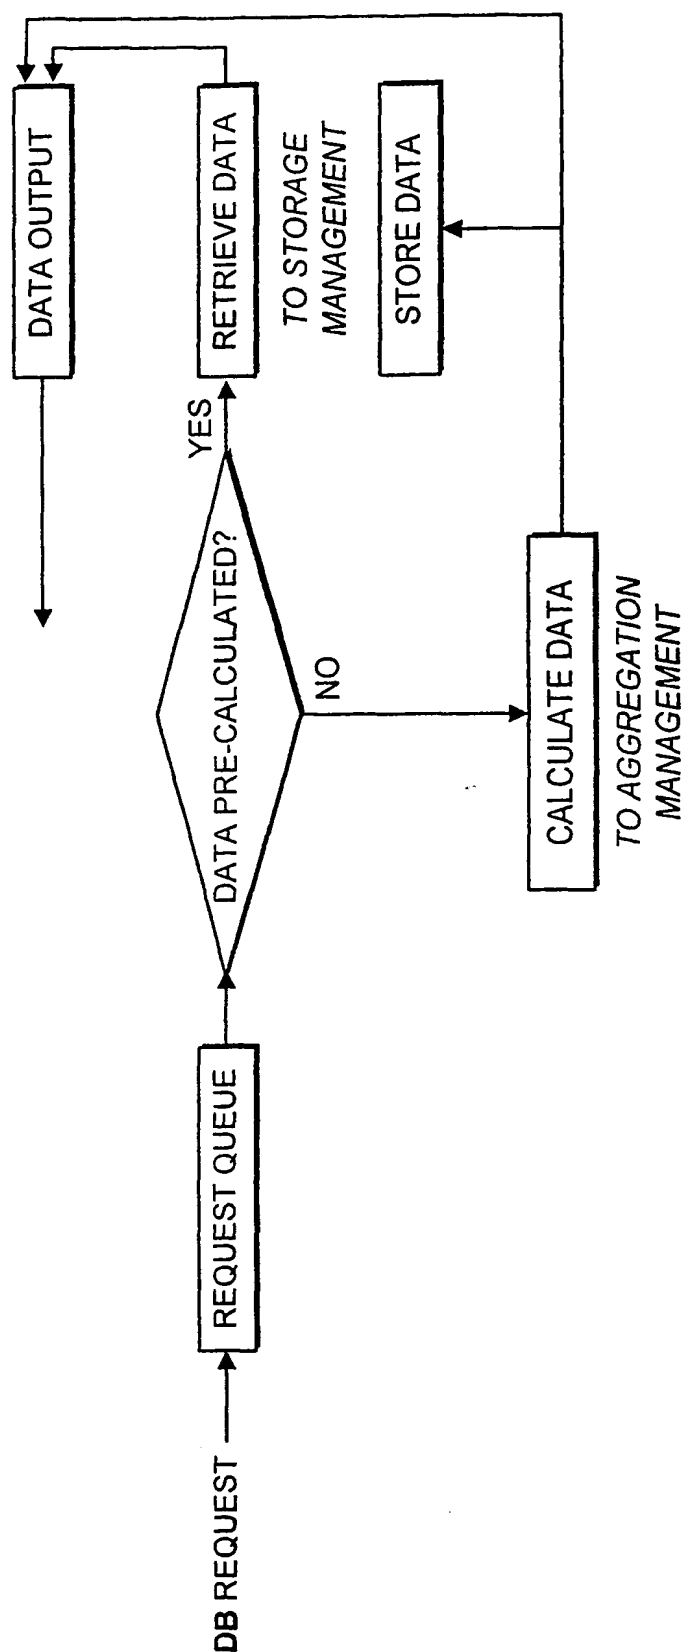 DB REQUEST
REQUEST QUEUE
DATA PRE-CALCULATED?
YES
NO
DATA OUTPUT
RETRIEVE DATA
TO STORAGE
MANAGEMENT
STORE DATA
CALCULATE DATA
TO AGGREGATION
MANAGEMENT